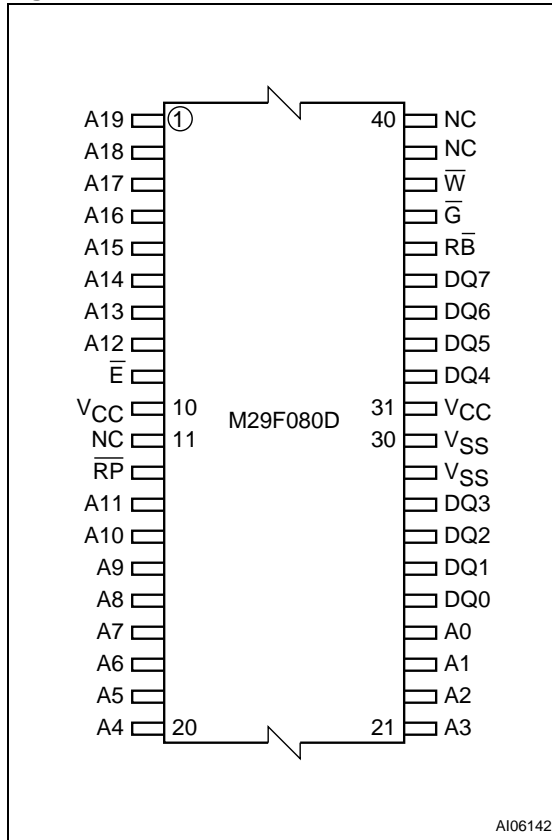 A19 ① 40 NC
A18 NC
A17 W̅
A16 G̅
A15 RB̅
A14 DQ7
A13 DQ6
A12 DQ5
E̅ DQ4
VCC 10 M29F080D 31 VCC
NC 11 30 VSS
R̅P̅ VSS
A11 DQ3
A10 DQ2
A9 DQ1
A8 DQ0
A7 A0
A6 A1
A5 A2
A4 20 21 A3
AI06142